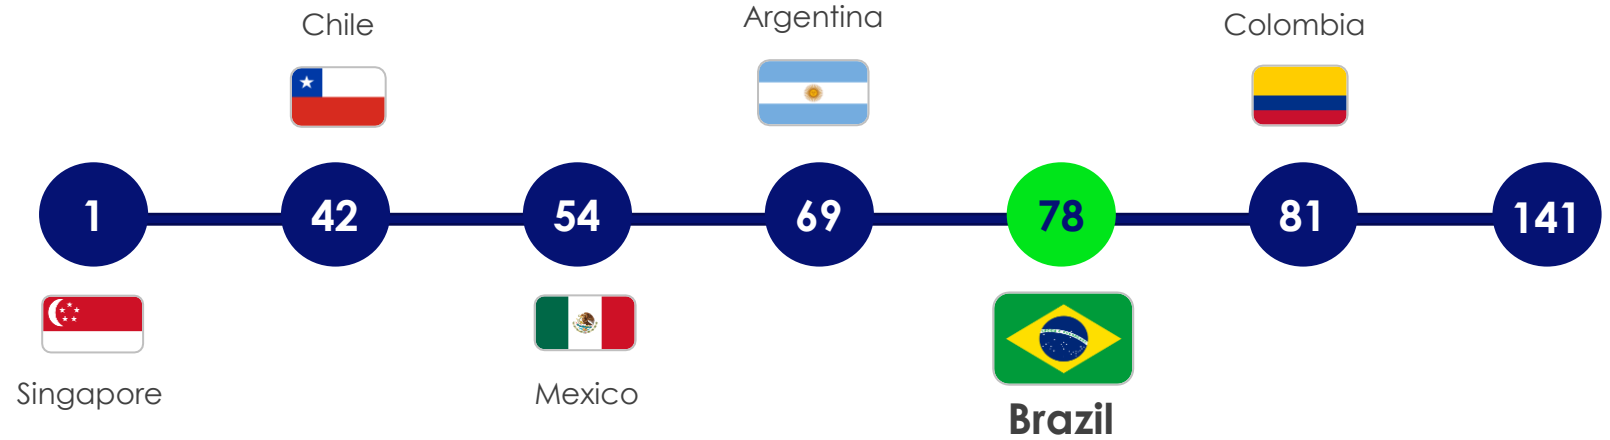 Chile
Argentina
Colombia
1
42
54
69
78
81
141
Singapore
Mexico
Brazil